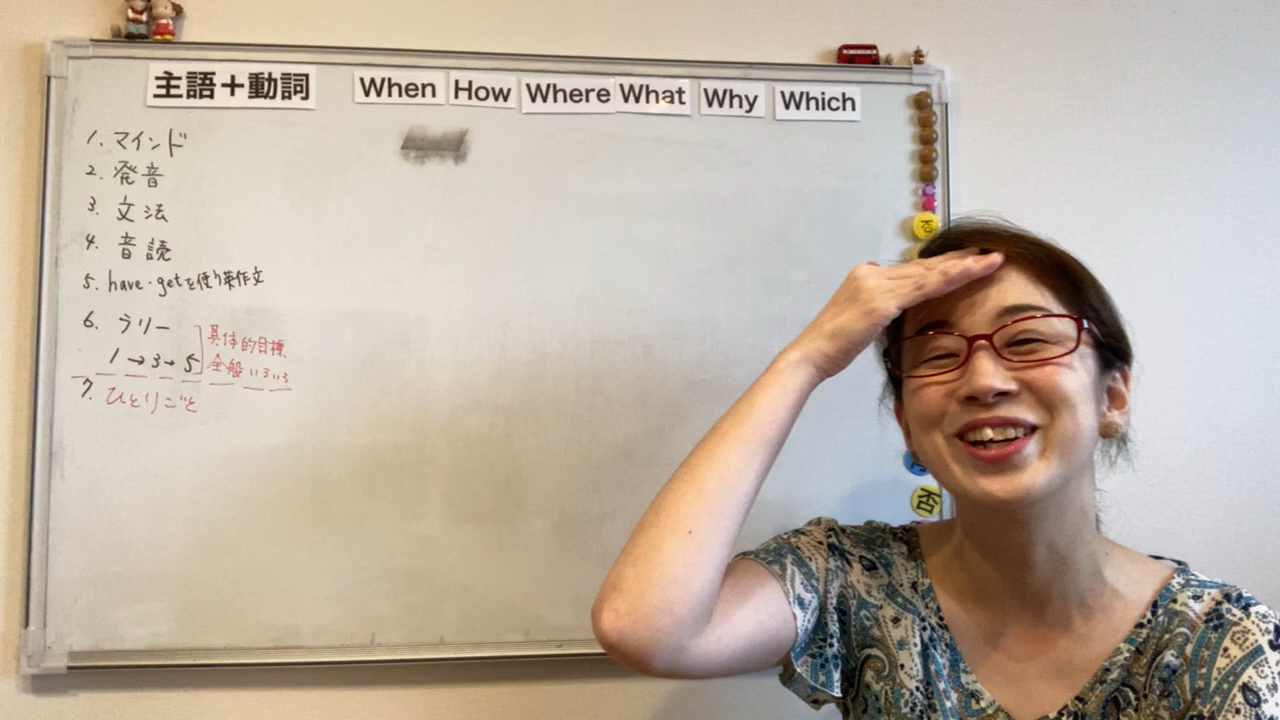 主語+動詞 When How Where What Why Which
1. マインド
2. 発音
3. 文法
4. 音読
5. have・getを使う英作文
6. ラリー
1→3→5
具体的目標
全般 いろいろ
7. ひとりごと
否